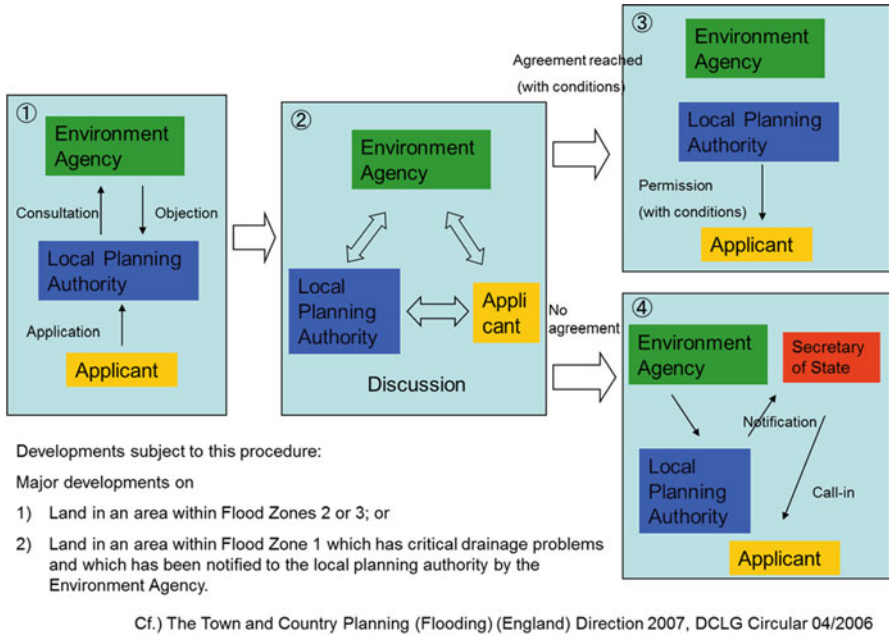 ①
Environment
Agency
Consultation
Objection
Local Planning
Authority
Application
Applicant
②
Environment
Agency
Local
Planning
Authority
Appli
cant
Discussion
Agreement reached
(with conditions)
No
agreement
③
Environment
Agency
Local Planning
Authority
Permission
(with conditions)
Applicant
④
Environment
Agency
Secretary
of State
Notification
Local
Planning
Authority
Call-in
Applicant
Developments subject to this procedure:
Major developments on
1) Land in an area within Flood Zones 2 or 3; or
2) Land in an area within Flood Zone 1 which has critical drainage problems
and which has been notified to the local planning authority by the
Environment Agency.
Cf.) The Town and Country Planning (Flooding) (England) Direction 2007, DCLG Circular 04/2006